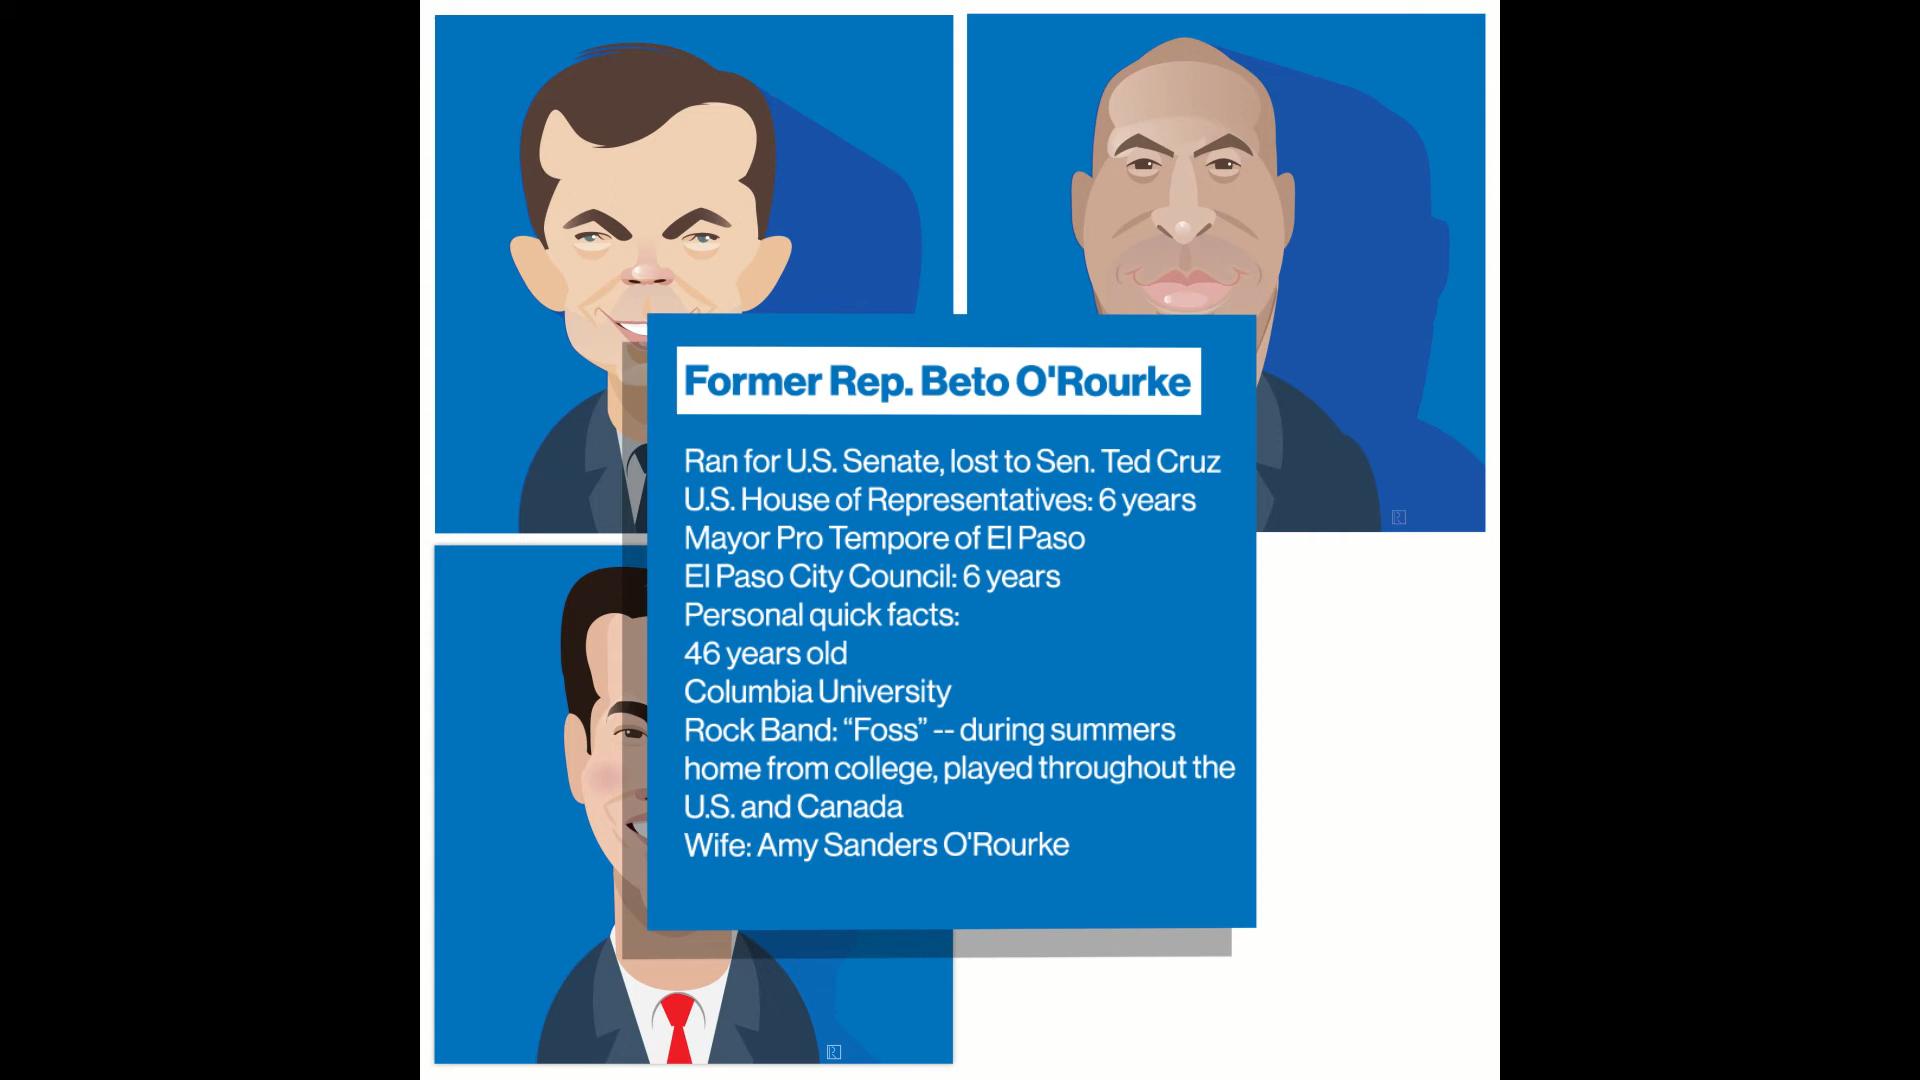 Former Rep. Beto O'Rourke
Ran for U.S. Senate, lost to Sen. Ted Cruz
U.S. House of Representatives: 6 years
Mayor Pro Tempore of El Paso
El Paso City Council: 6 years
Personal quick facts:
46 years old
Columbia University
Rock Band: “Foss” -- during summers
home from college, played throughout the
U.S. and Canada
Wife: Amy Sanders O'Rourke